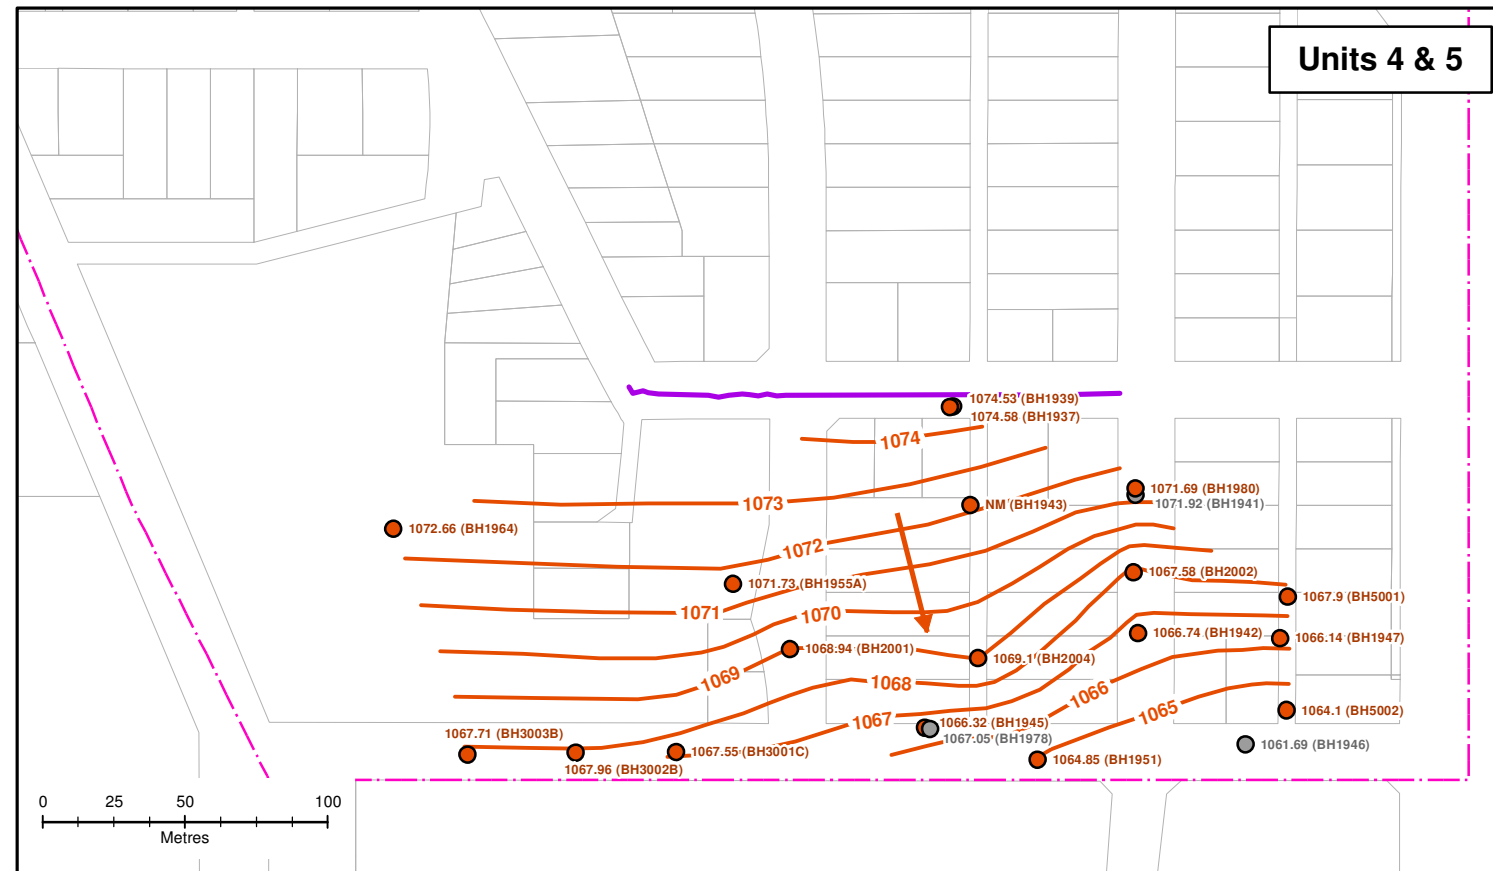 Units 4 & 5
1074.53 (BH1939)
1074.58 (BH1937)
1074
1073
1071.69 (BH1980)
1071.92 (BH1941)
NM (BH1943)
1072.66 (BH1964)
1072
1071.73 (BH1955A)
1067.58 (BH2002)
1067.9 (BH5001)
1071
1070
1066.74 (BH1942)
1066.14 (BH1947)
1068.94 (BH2001)
1069.1 (BH2004)
1069
1068
1066
1065
1064.1 (BH5002)
1067
1066.32 (BH1945)
1067.05 (BH1978)
1067.71 (BH3003B)
1061.69 (BH1946)
1067.55 (BH3001C)
1064.85 (BH1951)
1067.96 (BH3002B)
0 25 50 100
Metres